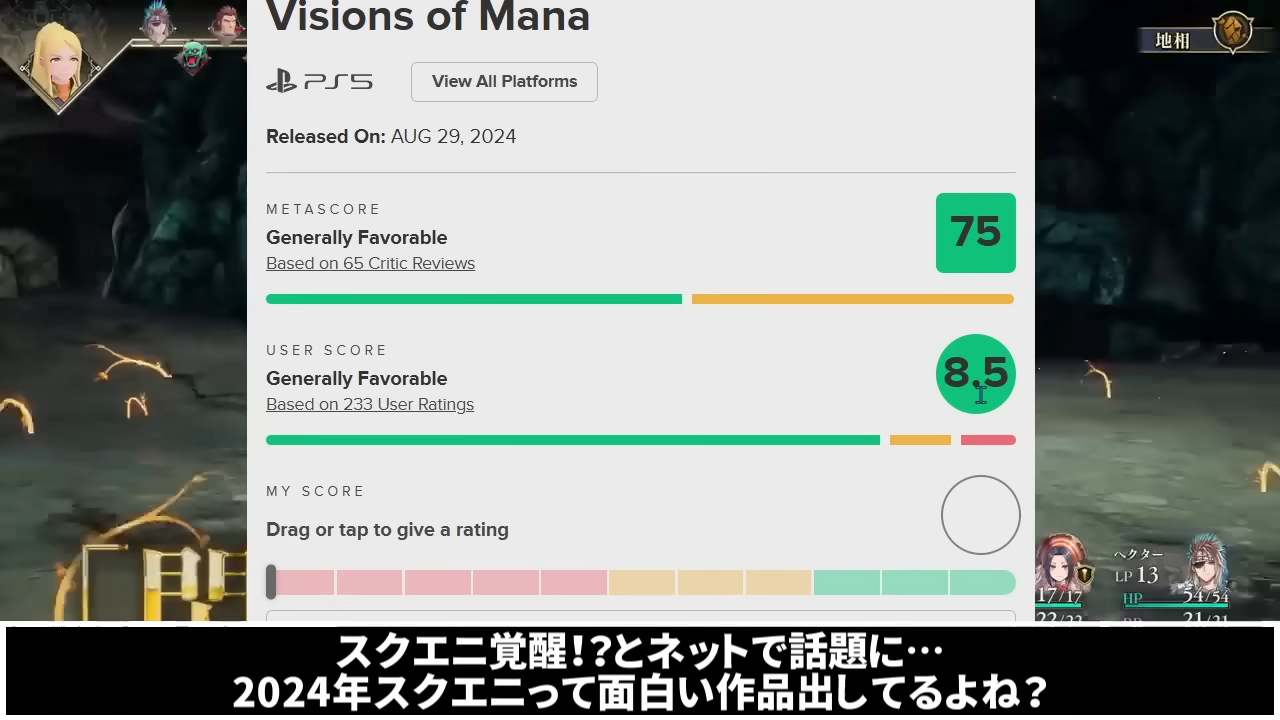 Visions of Mana
PS5
View All Platforms
Released On: AUG 29, 2024
地相
METASCORE
Generally Favorable
75
Based on 65 Critic Reviews
USER SCORE
Generally Favorable
8.5
Based on 233 User Ratings
MY SCORE
Drag or tap to give a rating
ヘクター
LP 13
17/17
HP 54/54
21/21
スクエニ覚醒!?とネットで話題に…
2024年スクエニって面白い作品出してるよね？